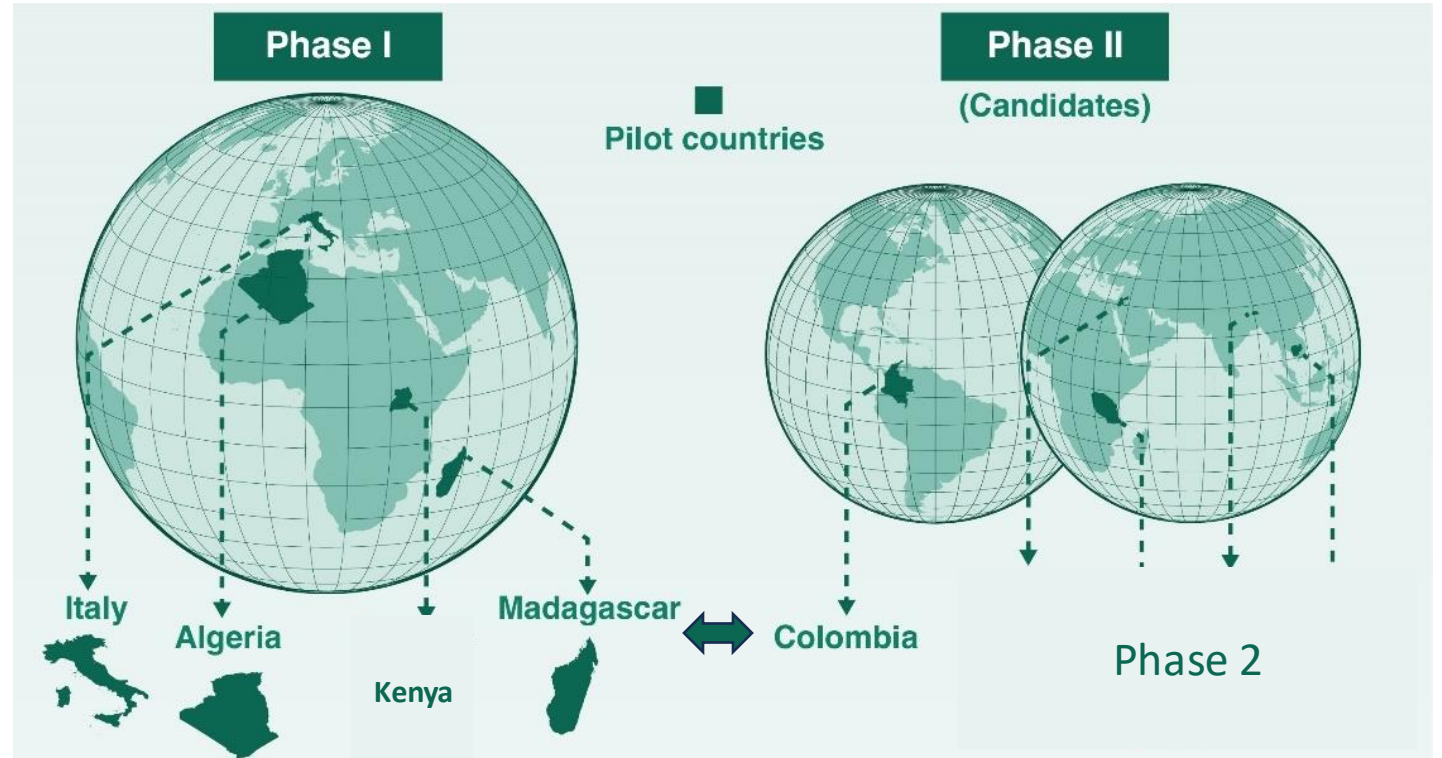 Phase I
Phase II
(Candidates)
Pilot countries
Italy
Algeria
Kenya
Madagascar
Colombia
Phase 2